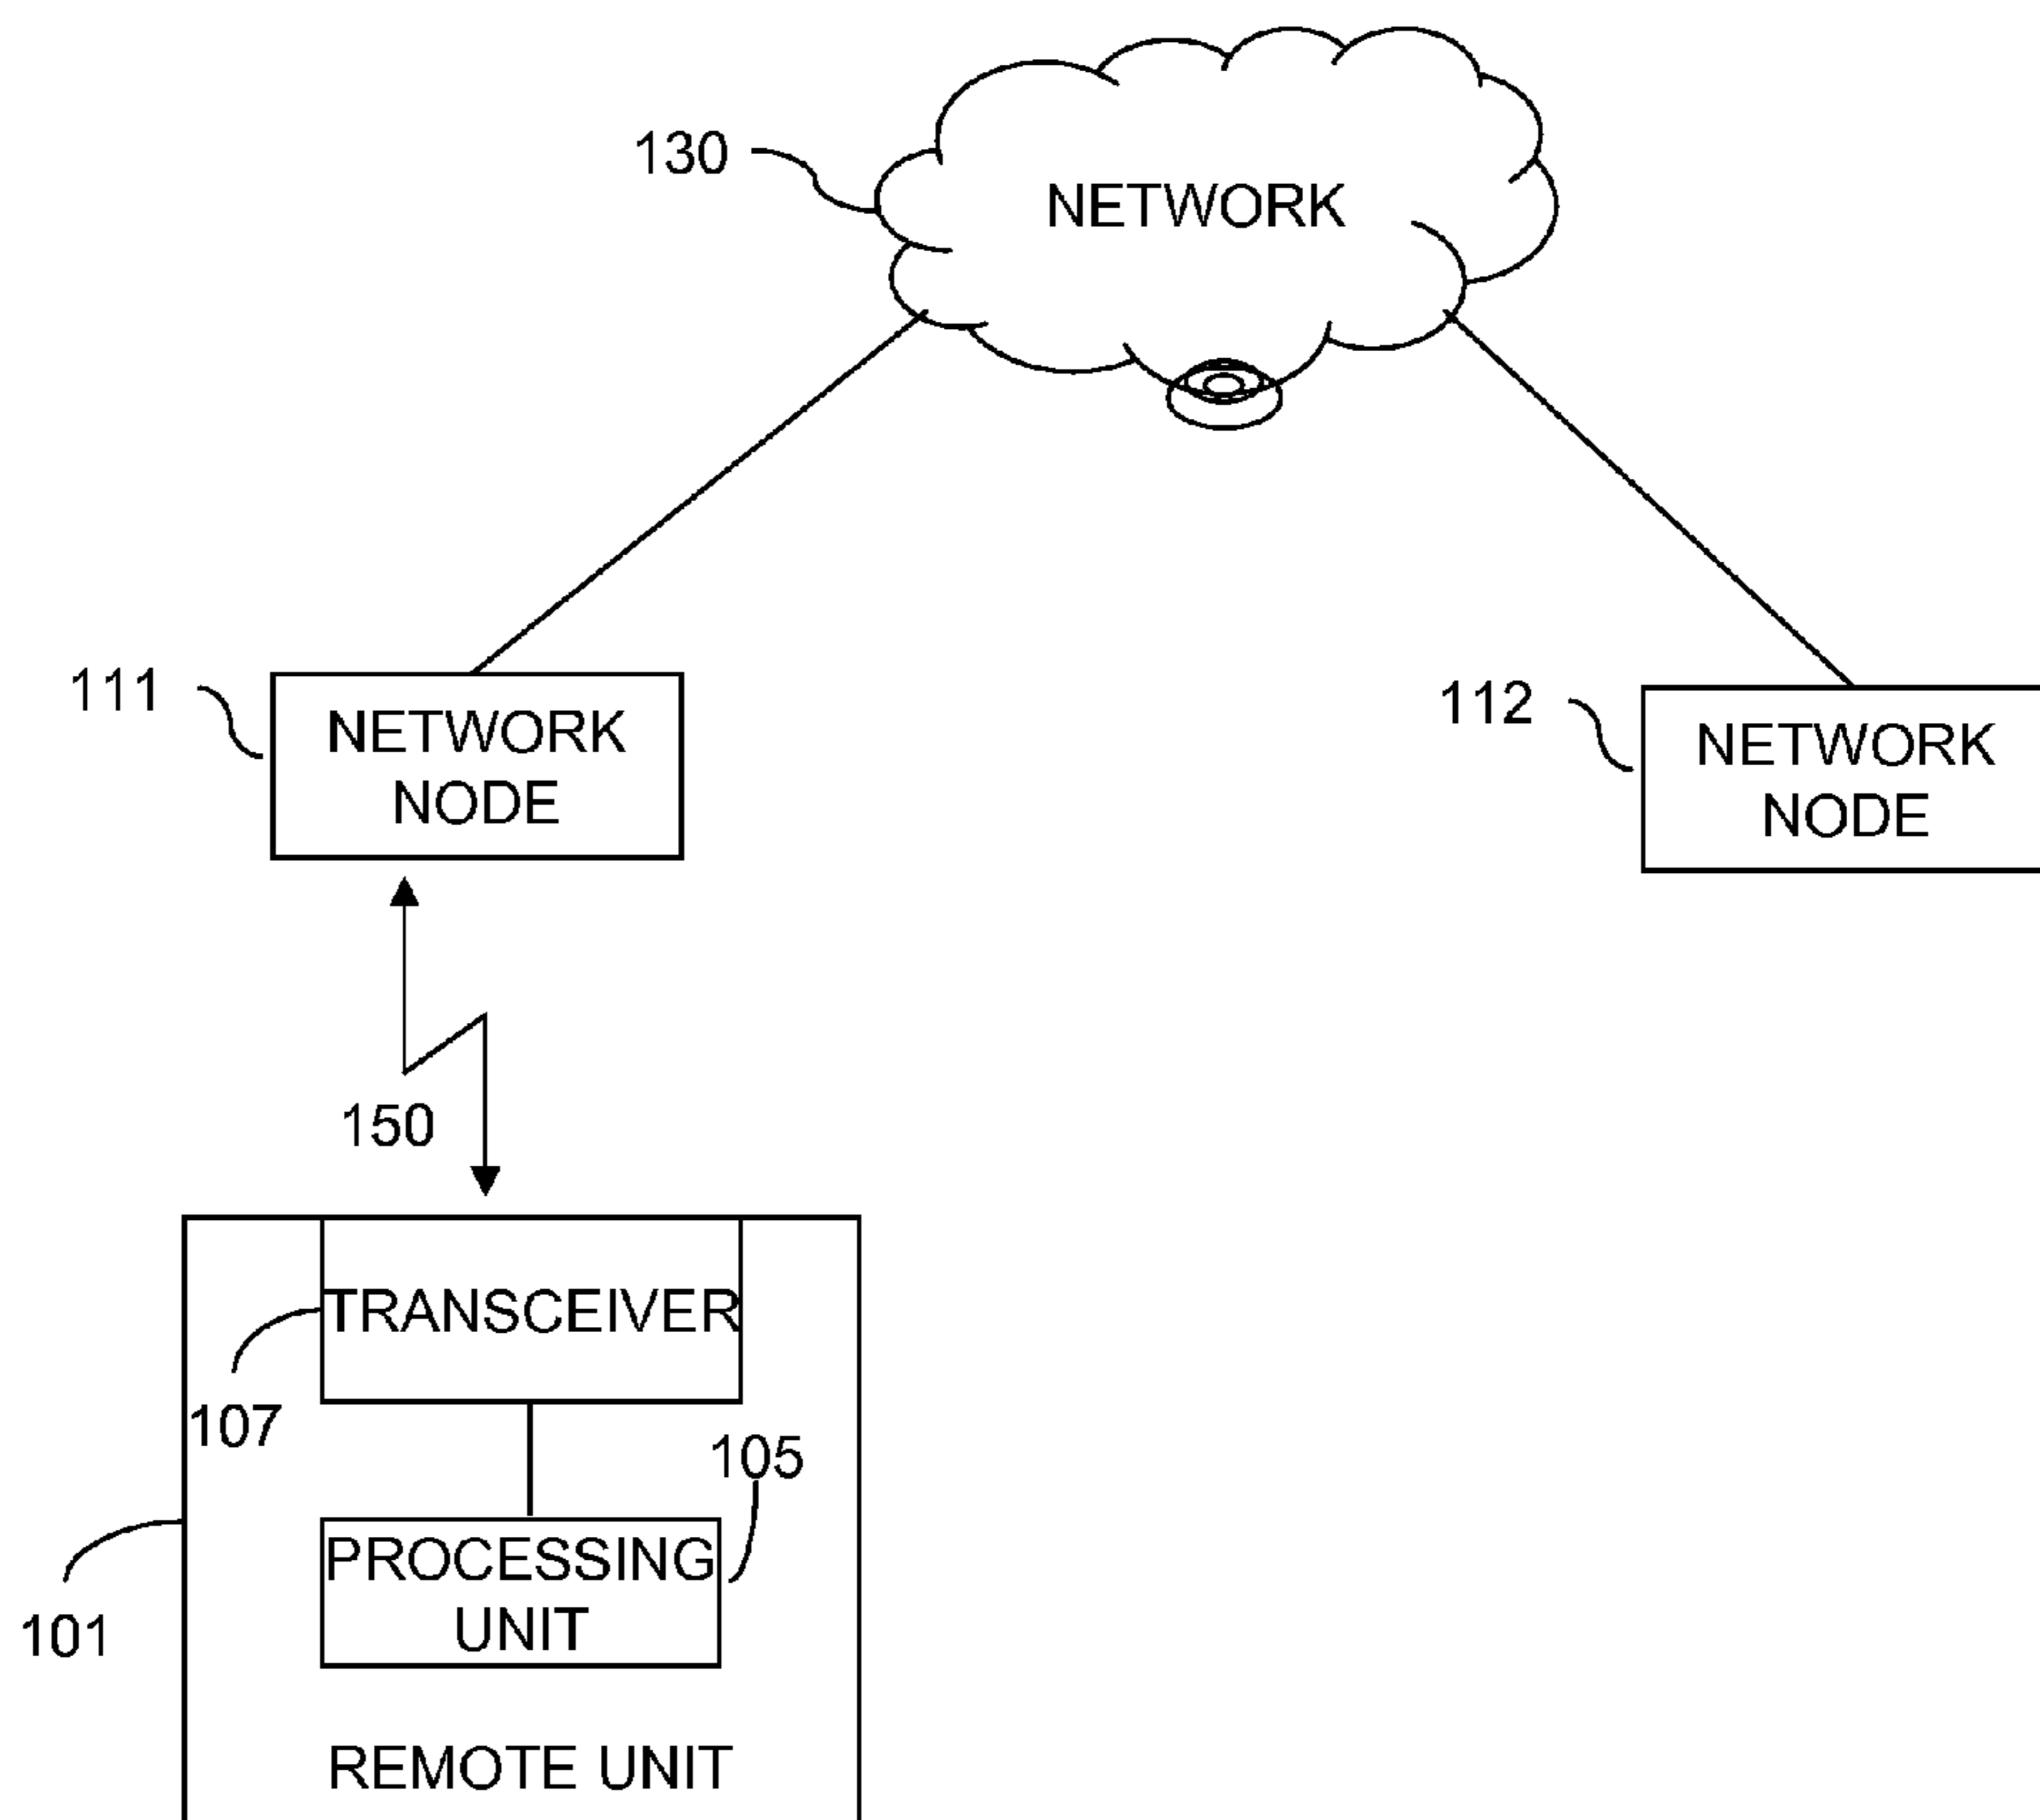 130
NETWORK
111
NETWORK
NODE
112
NETWORK
NODE
150
TRANSCEIVER
107
105
PROCESSING
UNIT
101
REMOTE UNIT